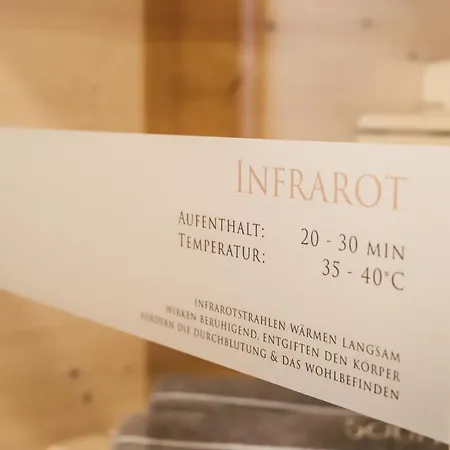 INFRAROT
AUFENTHALT: 20 - 30 MIN
TEMPERATUR: 35 - 40°C
INFRAROTSTRAHLEN WÄRMEN LANGSAM
WIRKEN BERUHIGEND, ENTGIFTEN DEN KÖRPER
FÖRDERN DIE DURCHBLUTUNG & DAS WOHLBEFINDEN